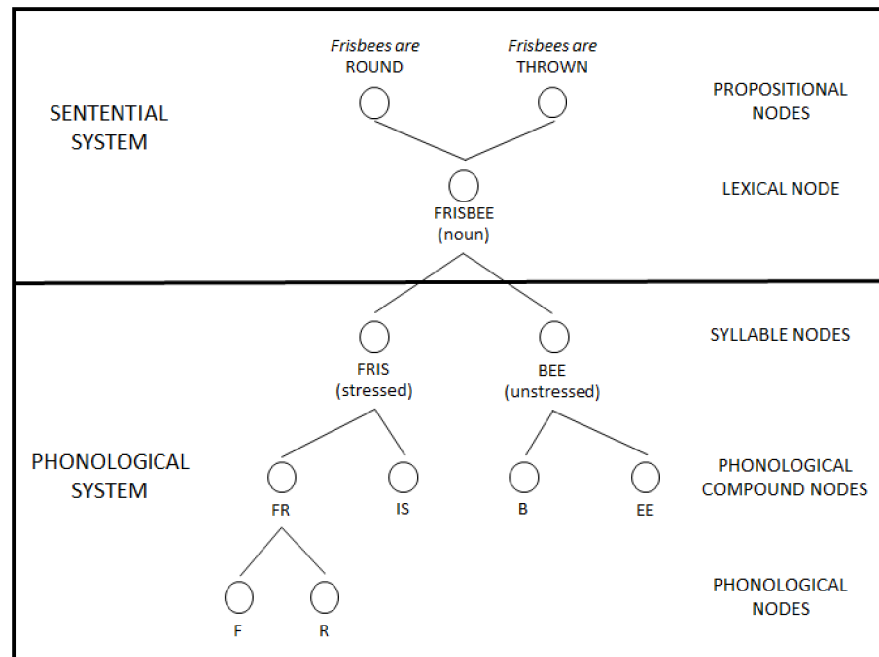 Frisbees are
ROUND
Frisbees are
THROWN
PROPOSITIONAL
NODES
SENTENTIAL
SYSTEM
LEXICAL NODE
FRISBEE
(noun)
SYLLABLE NODES
FRIS
(stressed)
BEE
(unstressed)
PHONOLOGICAL
SYSTEM
PHONOLOGICAL
COMPOUND NODES
FR
IS
B
EE
PHONOLOGICAL
NODES
F
R